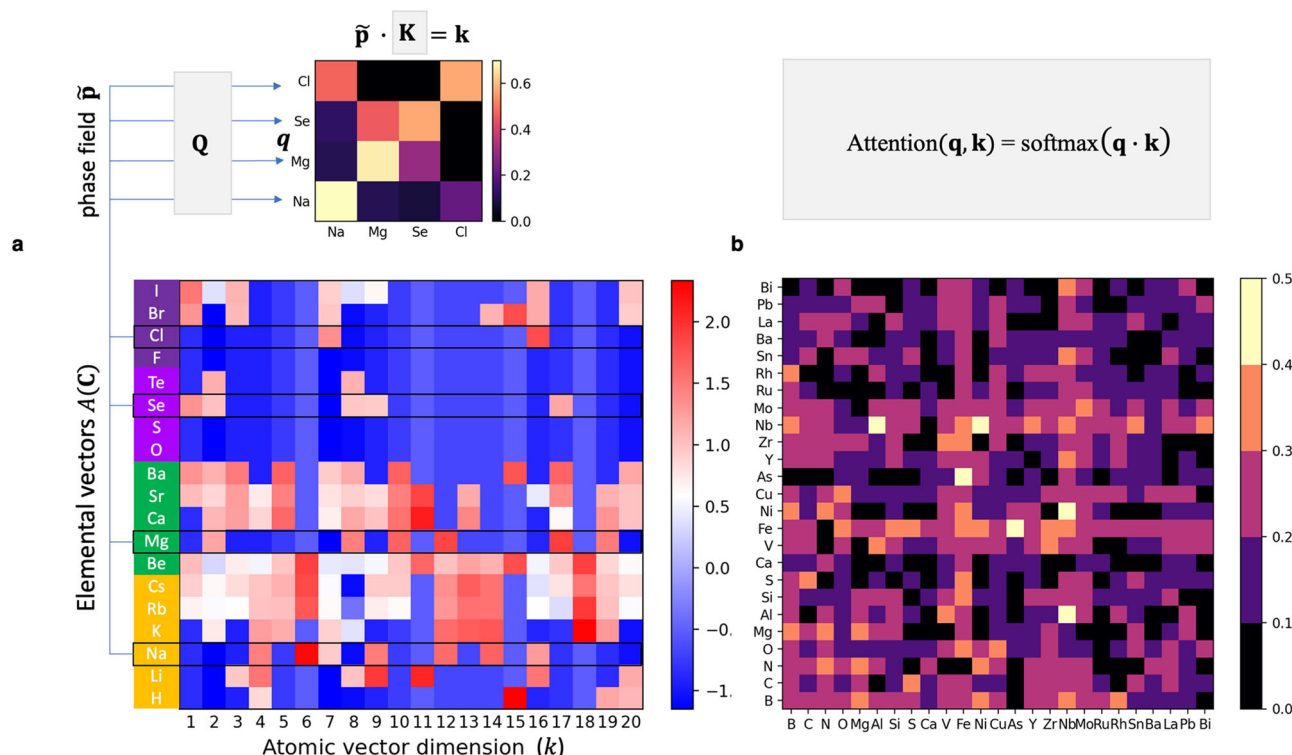 p̃ · K = k
phase field p̃
Q
q
Cl
Se
Mg
Na
Na Mg Se Cl
0.6
0.4
0.2
0.0
Attention(q, k) = softmax(q · k)
a
b
Elemental vectors A(C)
I
Br
Cl
F
Te
Se
S
O
Ba
Sr
Ca
Mg
Be
Cs
Rb
K
Na
Li
H
1 2 3 4 5 6 7 8 9 10 11 12 13 14 15 16 17 18 19 20
Atomic vector dimension (k)
2.0
1.5
1.0
0.5
0.0
−0.
−1.
Bi
Pb
La
Ba
Sn
Rh
Ru
Mo
Nb
Zr
Y
As
Cu
Ni
Fe
V
Ca
S
Si
Al
Mg
O
N
C
B
B C N O Mg Al Si S Ca V Fe Ni Cu As Y Zr Nb Mo Ru Rh Sn Ba La Pb Bi
0.5
0.4
0.3
0.2
0.1
0.0